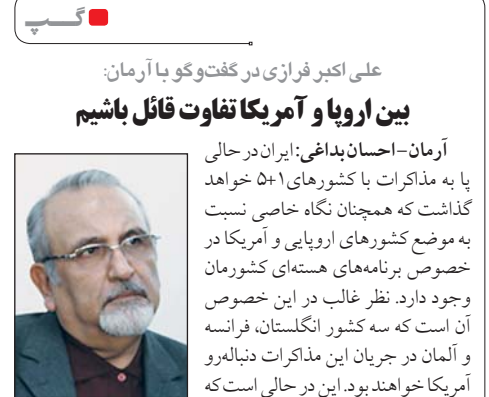 گـــپ
علی اکبر فرازی در گفت‌وگو با آرمان:
بین اروپا و آمریکا تفاوت قائل باشیم
آرمان-احسان بداغی: ایران در حالی
پا به مذاکرات با کشورهای ۱+۵ خواهد
گذاشت که همچنان نگاه خاصی نسبت
به موضع کشورهای اروپایی و آمریکا در
خصوص برنامه‌های هسته‌ای کشورمان
وجود دارد. نظر غالب در این خصوص
آن است که سه کشور انگلستان، فرانسه
و آلمان در جریان این مذاکرات دنباله‌رو
آمریکا خواهند بود. این در حالی است که